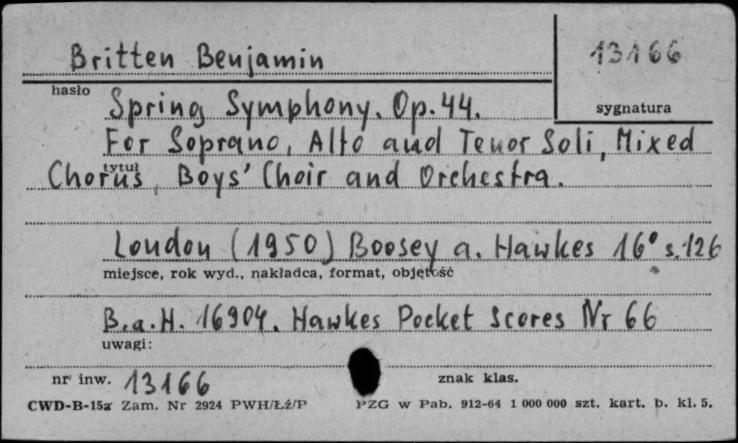 Britten Benjamin
13166
hasło
sygnatura
Spring Symphony. Op. 44.
For Soprano, Alto and Tenor Soli, Mixed
tytuł
Chorus, Boys' Choir and Orchestra.
London (1950) Boosey a. Hawkes 16° s. 126
miejsce, rok wyd., nakładca, format, objętość
B. a. H. 16904. Hawkes Pocket Scores Nr 66
uwagi:
nr inw. 13166 znak klas.
CWD-B-15a Zam. Nr 2924 PWH/Łż/P PZG w Pab. 912-64 1 000 000 szt. kart. b. kl. 5.